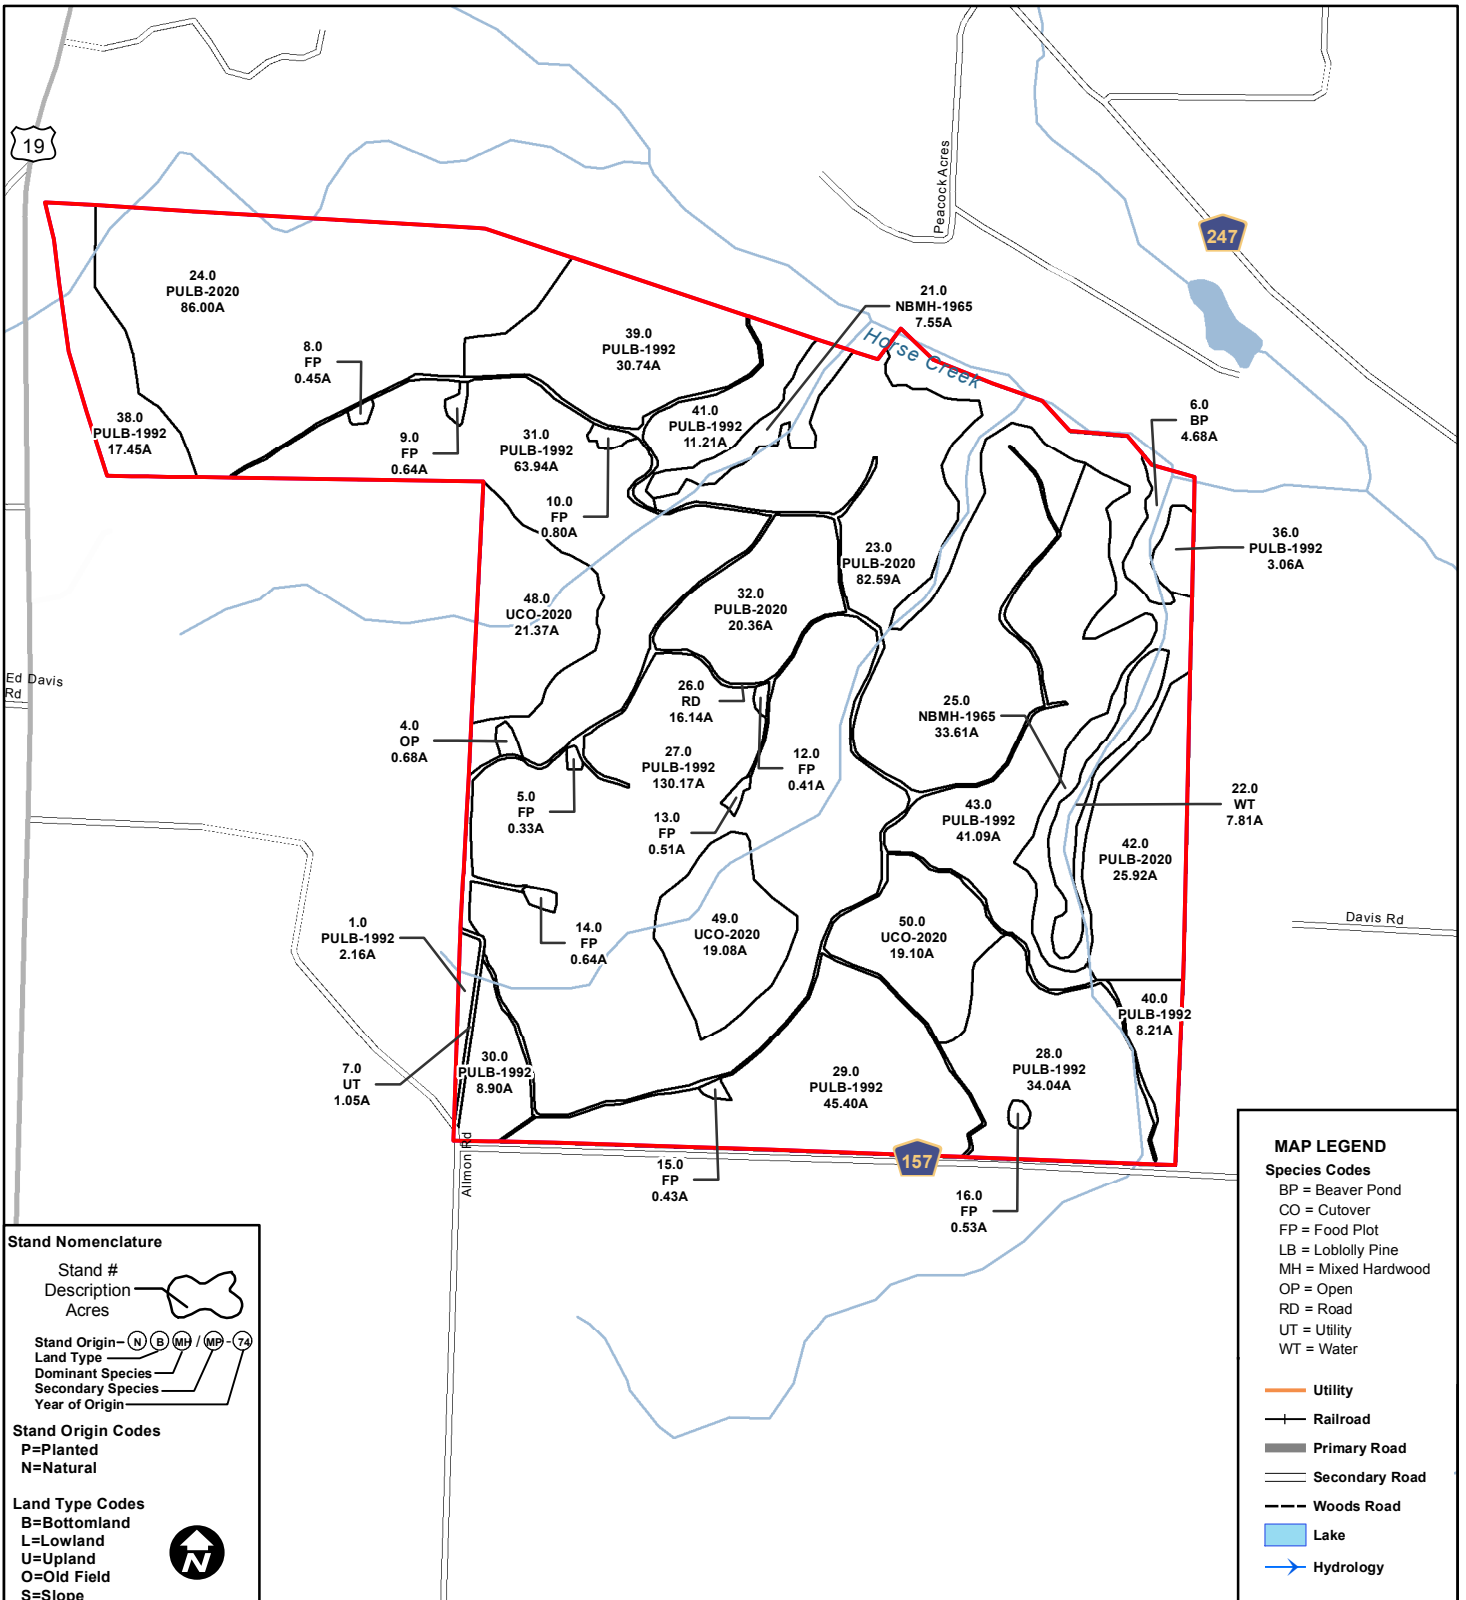 19
Peacock Acres
247
24.0
PULB-2020
86.00A
21.0
NBMH-1965
7.55A
Horse Creek
39.0
PULB-1992
30.74A
8.0
FP
0.45A
38.0
PULB-1992
17.45A
9.0
FP
0.64A
31.0
PULB-1992
63.94A
41.0
PULB-1992
11.21A
6.0
BP
4.68A
10.0
FP
0.80A
36.0
PULB-1992
3.06A
23.0
PULB-2020
82.59A
48.0
UCO-2020
21.37A
32.0
PULB-2020
20.36A
Ed Davis
Rd
26.0
RD
16.14A
25.0
NBMH-1965
33.61A
4.0
OP
0.68A
27.0
PULB-1992
130.17A
12.0
FP
0.41A
5.0
FP
0.33A
13.0
FP
0.51A
43.0
PULB-1992
41.09A
22.0
WT
7.81A
42.0
PULB-2020
25.92A
1.0
PULB-1992
2.16A
14.0
FP
0.64A
49.0
UCO-2020
19.08A
50.0
UCO-2020
19.10A
Davis Rd
40.0
PULB-1992
8.21A
7.0
UT
1.05A
30.0
PULB-1992
8.90A
29.0
PULB-1992
45.40A
28.0
PULB-1992
34.04A
Allmon Rd
157
15.0
FP
0.43A
16.0
FP
0.53A
Stand Nomenclature
Stand #
Description
Acres
Stand Origin- N B MH / MP - 74
Land Type
Dominant Species
Secondary Species
Year of Origin
Stand Origin Codes
P=Planted
N=Natural
Land Type Codes
B=Bottomland
L=Lowland
U=Upland
O=Old Field
S=Slope
N
MAP LEGEND
Species Codes
BP = Beaver Pond
CO = Cutover
FP = Food Plot
LB = Loblolly Pine
MH = Mixed Hardwood
OP = Open
RD = Road
UT = Utility
WT = Water
Utility
Railroad
Primary Road
Secondary Road
Woods Road
Lake
Hydrology